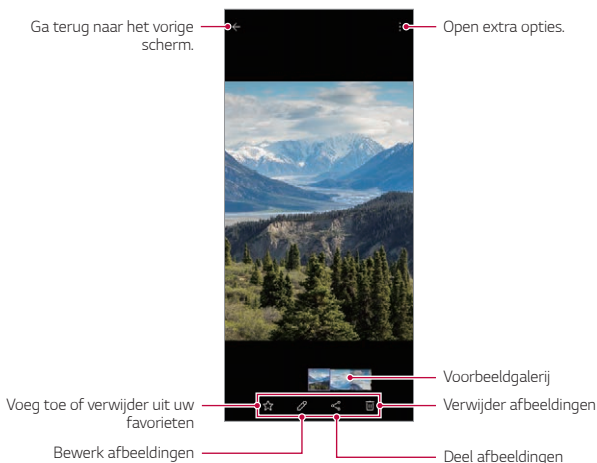 Ga terug naar het vorige
scherm.
Open extra opties.
Voorbeeldgalerij
Voeg toe of verwijder uit uw
favorieten
Verwijder afbeeldingen
Bewerk afbeeldingen
Deel afbeeldingen